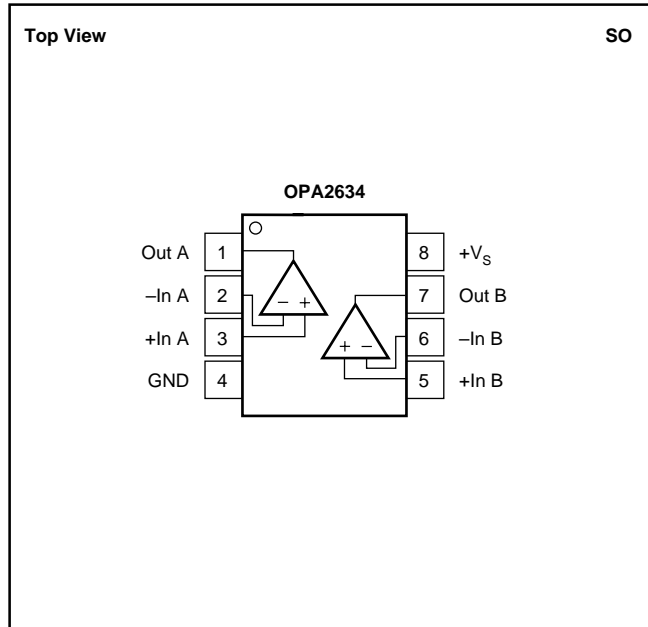 Top View SO
OPA2634
Out A 1 8 +VS
–In A 2 7 Out B
– +
+In A 3 6 –In B
+ –
GND 4 5 +In B